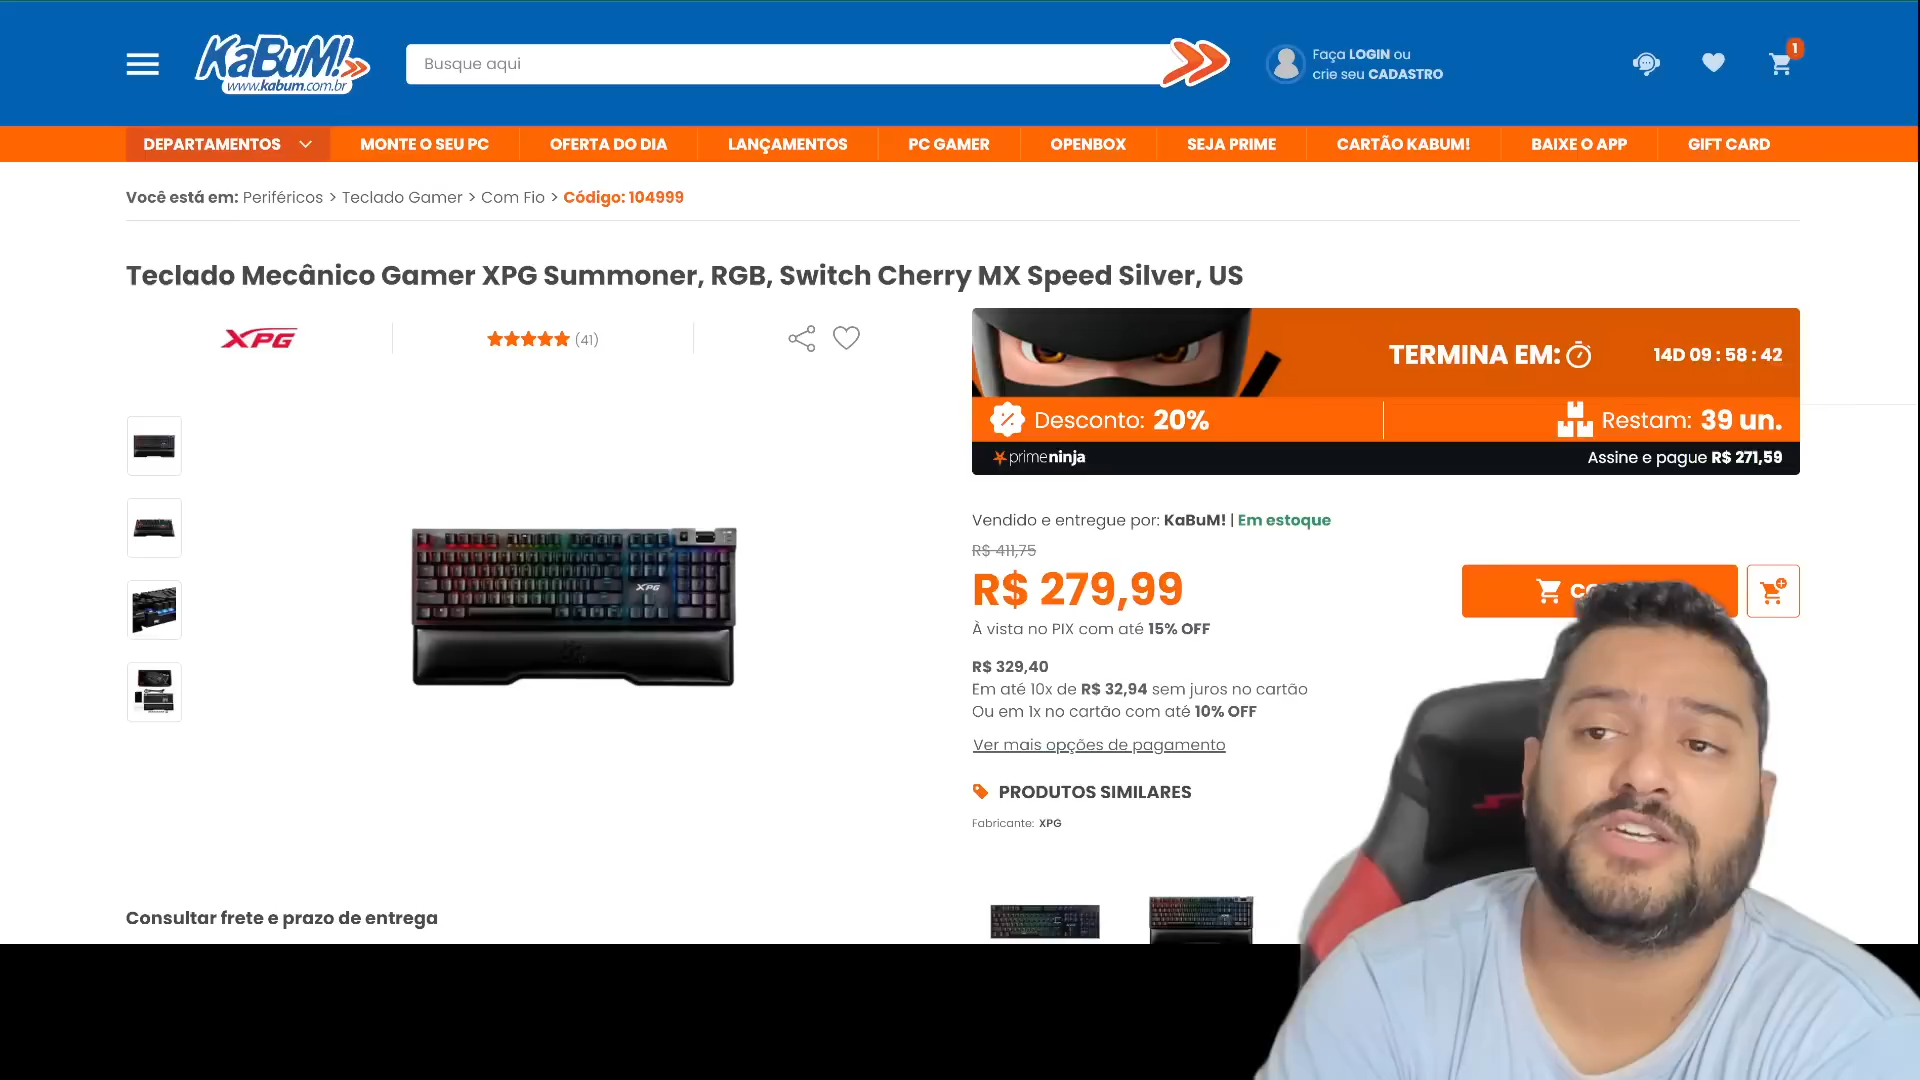 KaBuM!
www.kabum.com.br
Busque aqui
Faça LOGIN ou
crie seu CADASTRO
1
DEPARTAMENTOS
MONTE O SEU PC
OFERTA DO DIA
LANÇAMENTOS
PC GAMER
OPENBOX
SEJA PRIME
CARTÃO KABUM!
BAIXE O APP
GIFT CARD
Você está em: Periféricos > Teclado Gamer > Com Fio > Código: 104999
Teclado Mecânico Gamer XPG Summoner, RGB, Switch Cherry MX Speed Silver, US
XPG
(41)
TERMINA EM:
14D 09 : 58 : 42
Desconto: 20%
Restam: 39 un.
primeninja
Assine e pague R$ 271,59
XPG
Vendido e entregue por: KaBuM! | Em estoque
R$ 411,75
R$ 279,99
À vista no PIX com até 15% OFF
R$ 329,40
Em até 10x de R$ 32,94 sem juros no cartão
Ou em 1x no cartão com até 10% OFF
Ver mais opções de pagamento
PRODUTOS SIMILARES
Fabricante: XPG
Consultar frete e prazo de entrega